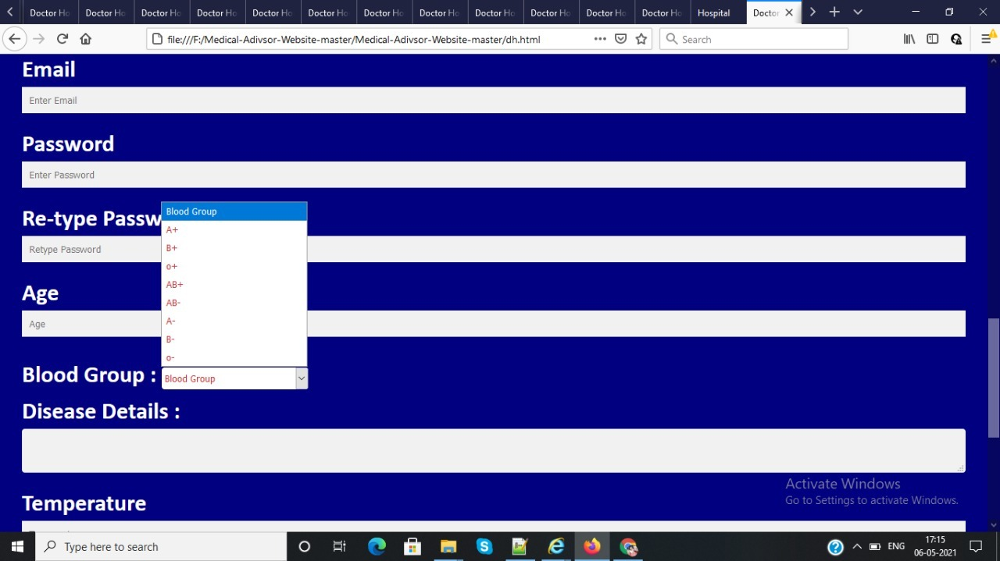 Doctor Ho Doctor Ho Doctor Ho Doctor Ho Doctor Ho Doctor Ho Doctor Ho Doctor Ho Doctor Ho Doctor Ho Doctor Ho Doctor Ho Hospital Doctor
file:///F:/Medical-Adivsor-Website-master/Medical-Adivsor-Website-master/dh.html Search
Email
Enter Email
Password
Enter Password
Re-type Passw
Retype Password
Blood Group
A+
B+
o+
AB+
AB-
A-
B-
o-
Age
Age
Blood Group : Blood Group
Disease Details :
Temperature
Activate Windows
Go to Settings to activate Windows.
Type here to search
ENG
17:15
06-05-2021